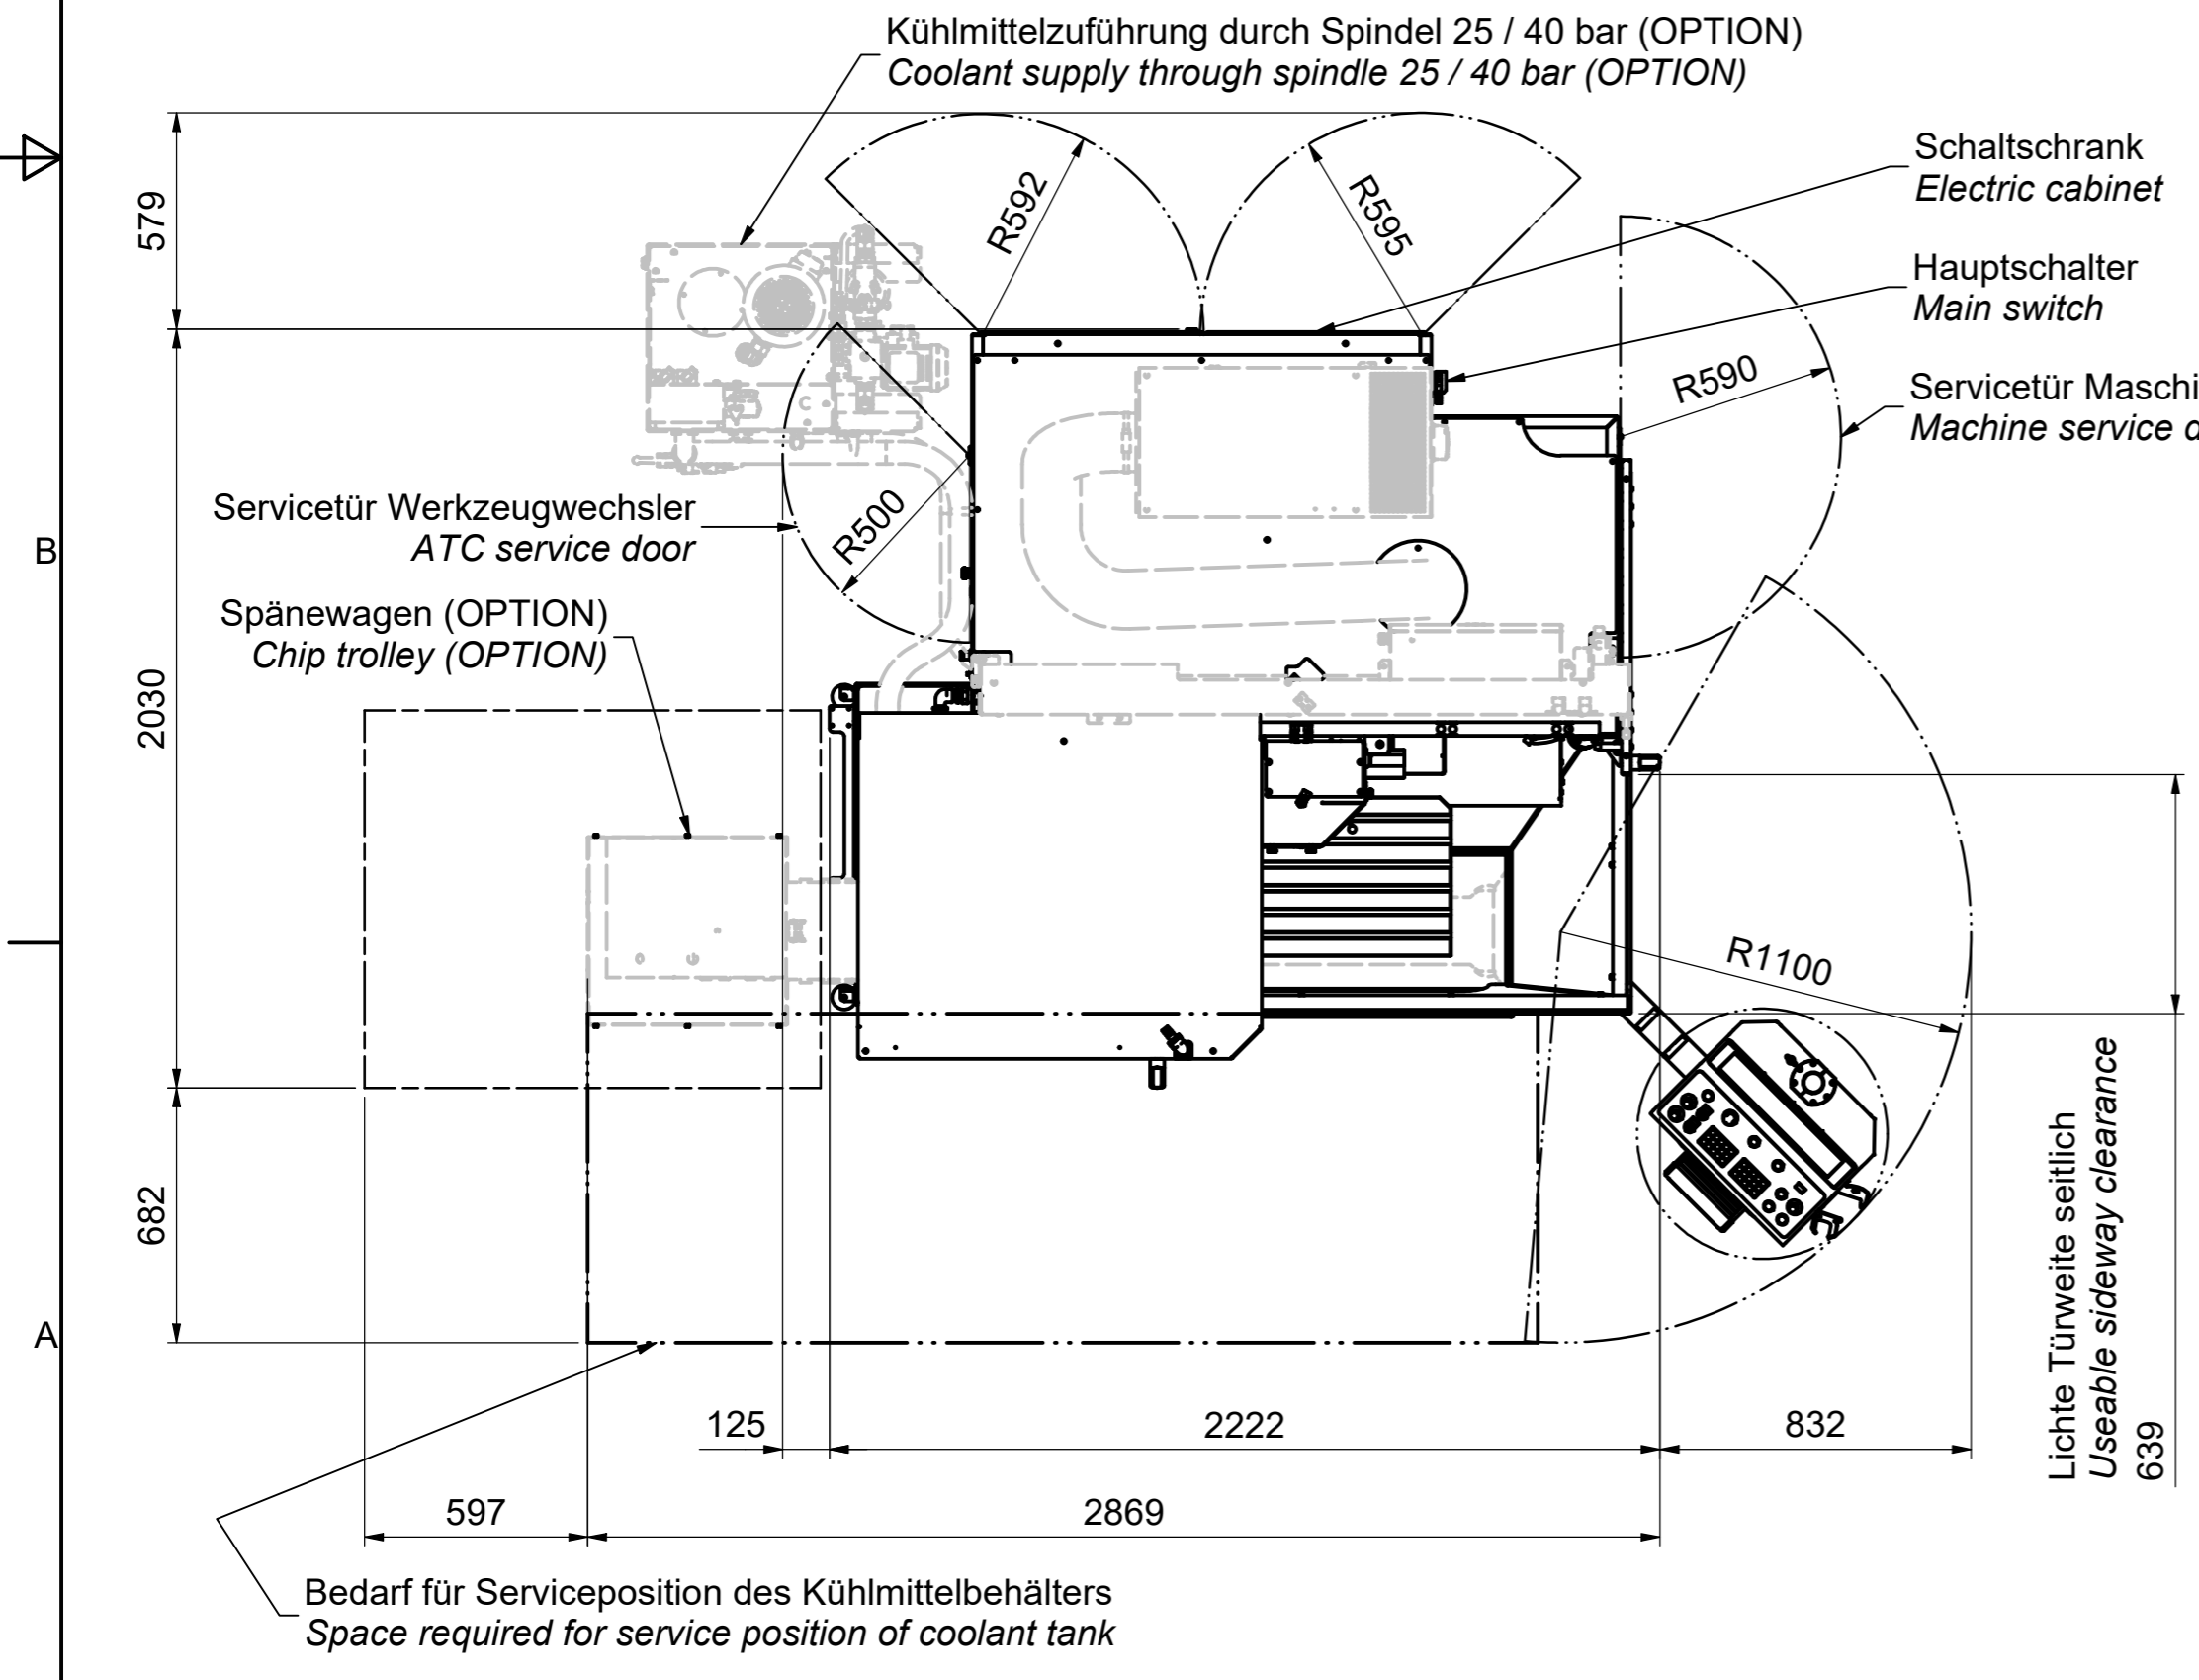 Kühlmittelzuführung durch Spindel 25 / 40 bar (OPTION)
Coolant supply through spindle 25 / 40 bar (OPTION)
Schaltschrank
Electric cabinet
579
R592
R595
Hauptschalter
Main switch
R590
Servicetür Maschi
Machine service d
Servicetür Werkzeugwechsler
ATC service door
R500
B
Spänewagen (OPTION)
Chip trolley (OPTION)
2030
R1100
682
A
Lichte Türweite seitlich
Useable sideway clearance
639
125
2222
832
597
2869
Bedarf für Serviceposition des Kühlmittelbehälters
Space required for service position of coolant tank